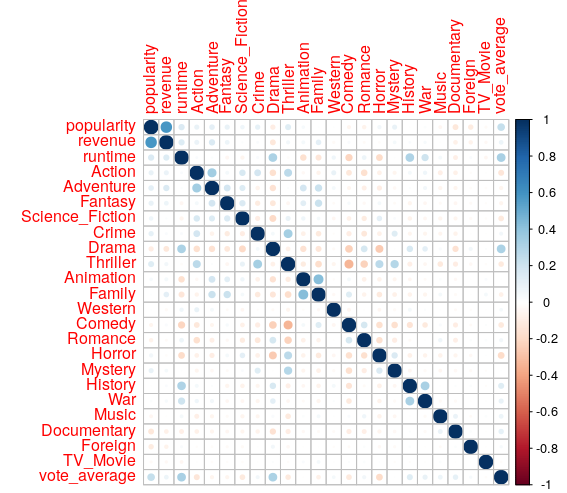 popularity
revenue
runtime
Action
Adventure
Fantasy
Science_Fiction
Crime
Drama
Thriller
Animation
Family
Western
Comedy
Romance
Horror
Mystery
History
War
Music
Documentary
Foreign
TV_Movie
vote_average
popularity
revenue
runtime
Action
Adventure
Fantasy
Science_Fiction
Crime
Drama
Thriller
Animation
Family
Western
Comedy
Romance
Horror
Mystery
History
War
Music
Documentary
Foreign
TV_Movie
vote_average
1
0.8
0.6
0.4
0.2
0
-0.2
-0.4
-0.6
-0.8
-1